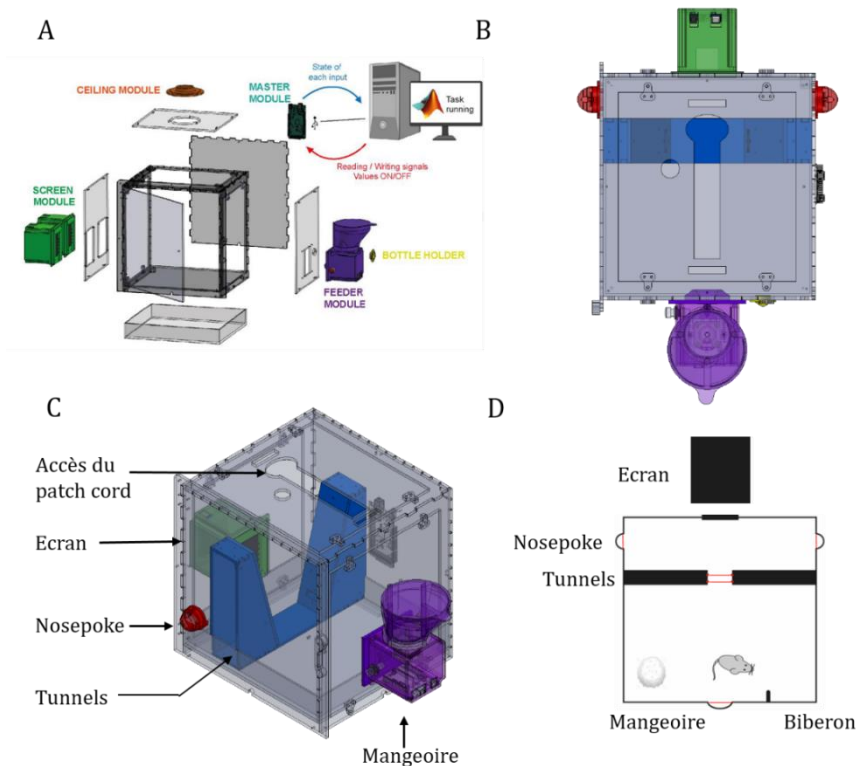 A
CEILING MODULE
MASTER
MODULE
State of
each input
Task
running
Reading / Writing signals
Values ON/OFF
SCREEN
MODULE
BOTTLE HOLDER
FEEDER
MODULE
B
C
Accès du
patch cord
Ecran
Nosepoke
Tunnels
Mangeoire
D
Ecran
Nosepoke
Tunnels
Mangeoire
Biberon